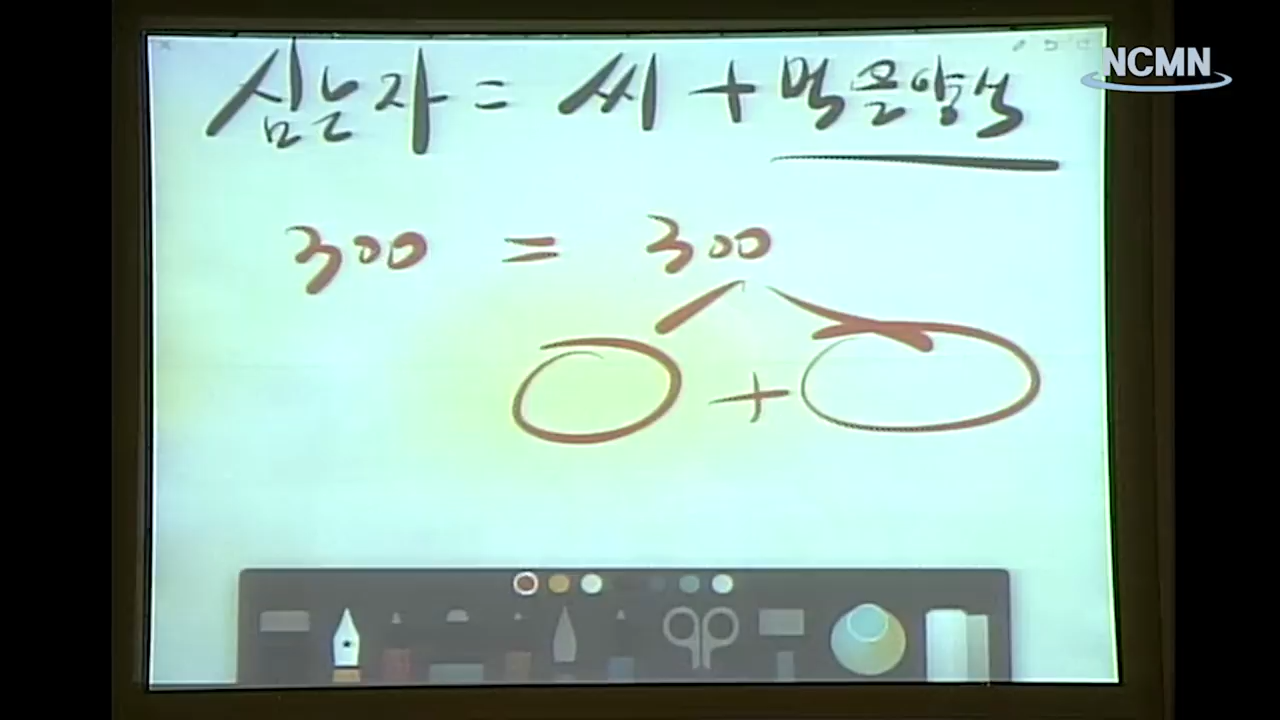 심는자 = 씨 + 먹을양식
NCMN
300 = 300
+